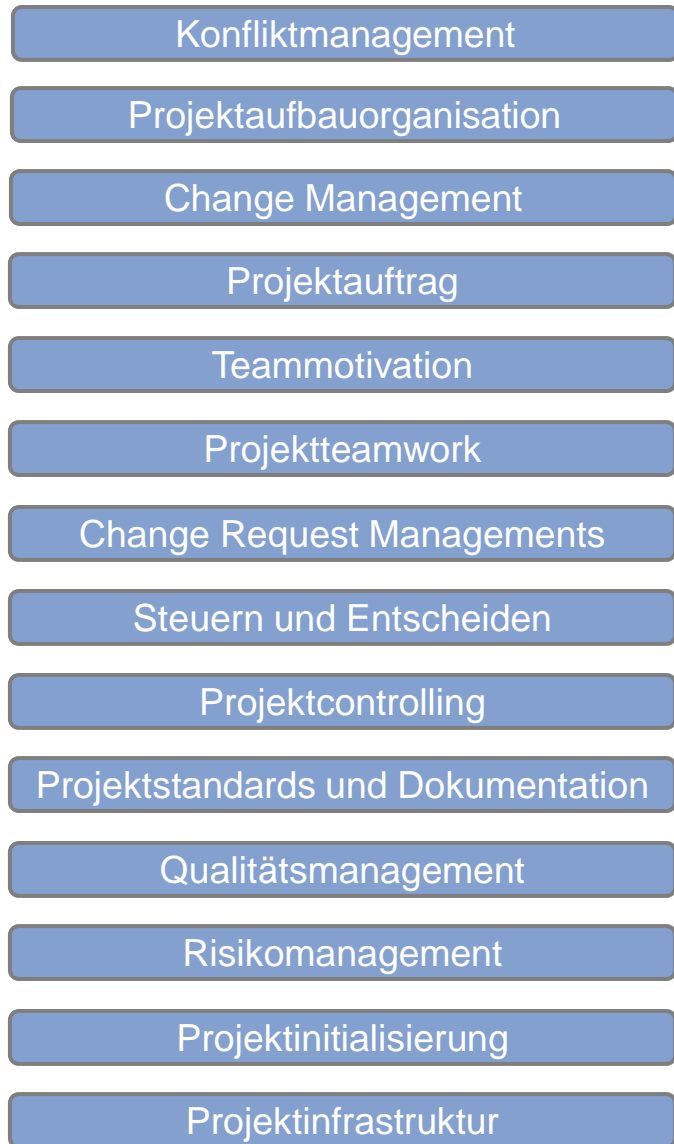 Konfliktmanagement
Projektaufbauorganisation
Change Management
Projektauftrag
Teammotivation
Projektteamwork
Change Request Managements
Steuern und Entscheiden
Projektcontrolling
Projektstandards und Dokumentation
Qualitätsmanagement
Risikomanagement
Projektinitialisierung
Projektinfrastruktur